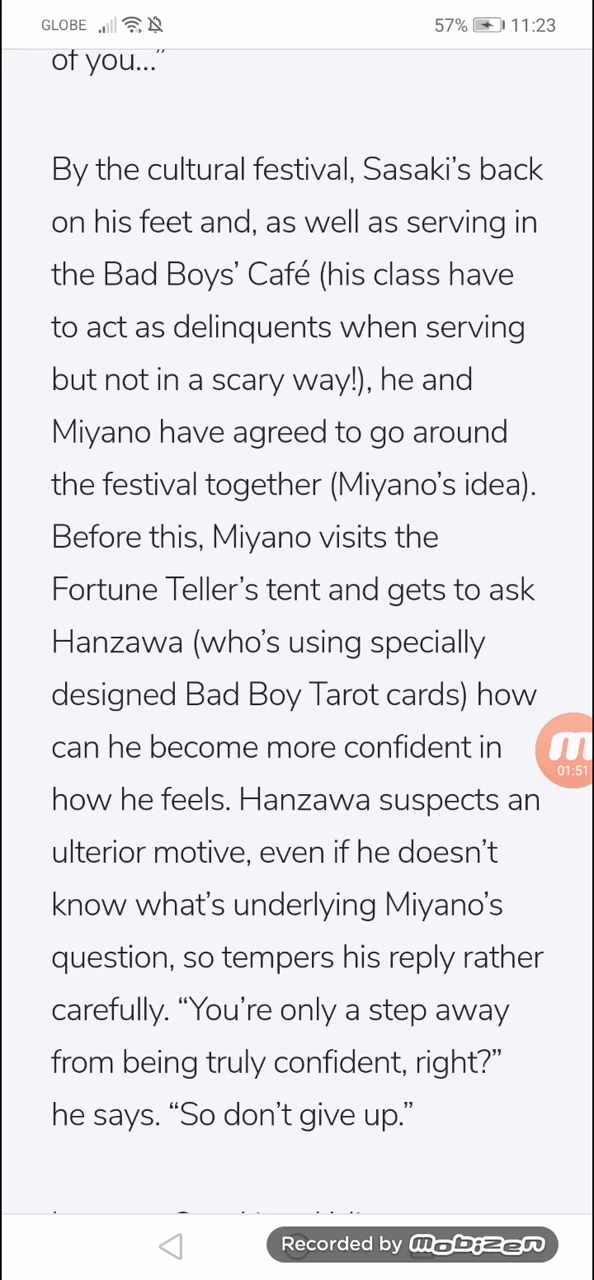 GLOBE 57% 11:23
of you..."
By the cultural festival, Sasaki's back
on his feet and, as well as serving in
the Bad Boys' Café (his class have
to act as delinquents when serving
but not in a scary way!), he and
Miyano have agreed to go around
the festival together (Miyano's idea).
Before this, Miyano visits the
Fortune Teller's tent and gets to ask
Hanzawa (who's using specially
designed Bad Boy Tarot cards) how
can he become more confident in
how he feels. Hanzawa suspects an
ulterior motive, even if he doesn't
know what's underlying Miyano's
question, so tempers his reply rather
carefully. “You're only a step away
from being truly confident, right?”
he says. “So don't give up.”
m
01:51
Recorded by mobizen